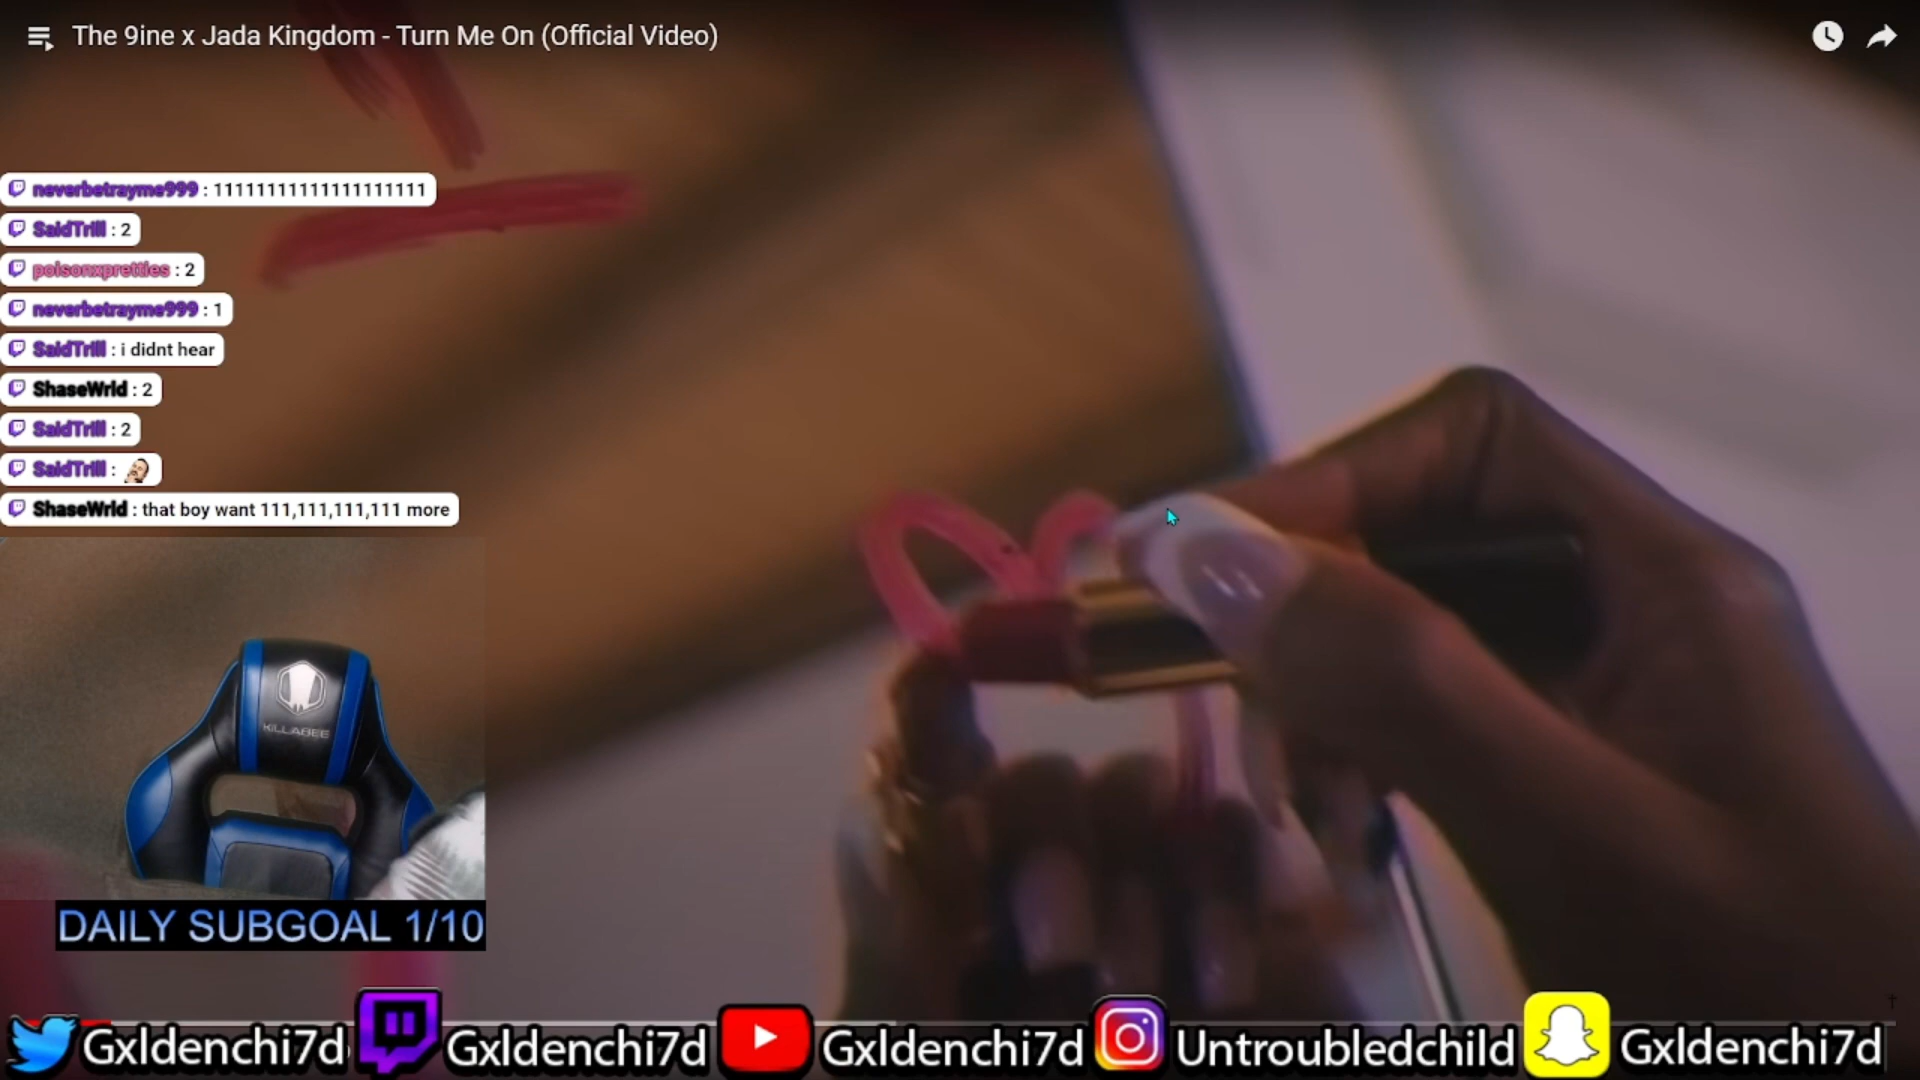 The 9ine x Jada Kingdom - Turn Me On (Official Video)
neverbetrayme999 : 11111111111111111111
SaidTrill : 2
poisonxpretties : 2
neverbetrayme999 : 1
SaidTrill : i didnt hear
ShaseWrld : 2
SaidTrill : 2
SaidTrill :
ShaseWrld : that boy want 111,111,111,111 more
KILLABEE
DAILY SUBGOAL 1/10
Gxldenchi7d Gxldenchi7d Gxldenchi7d Untroubledchild Gxldenchi7d